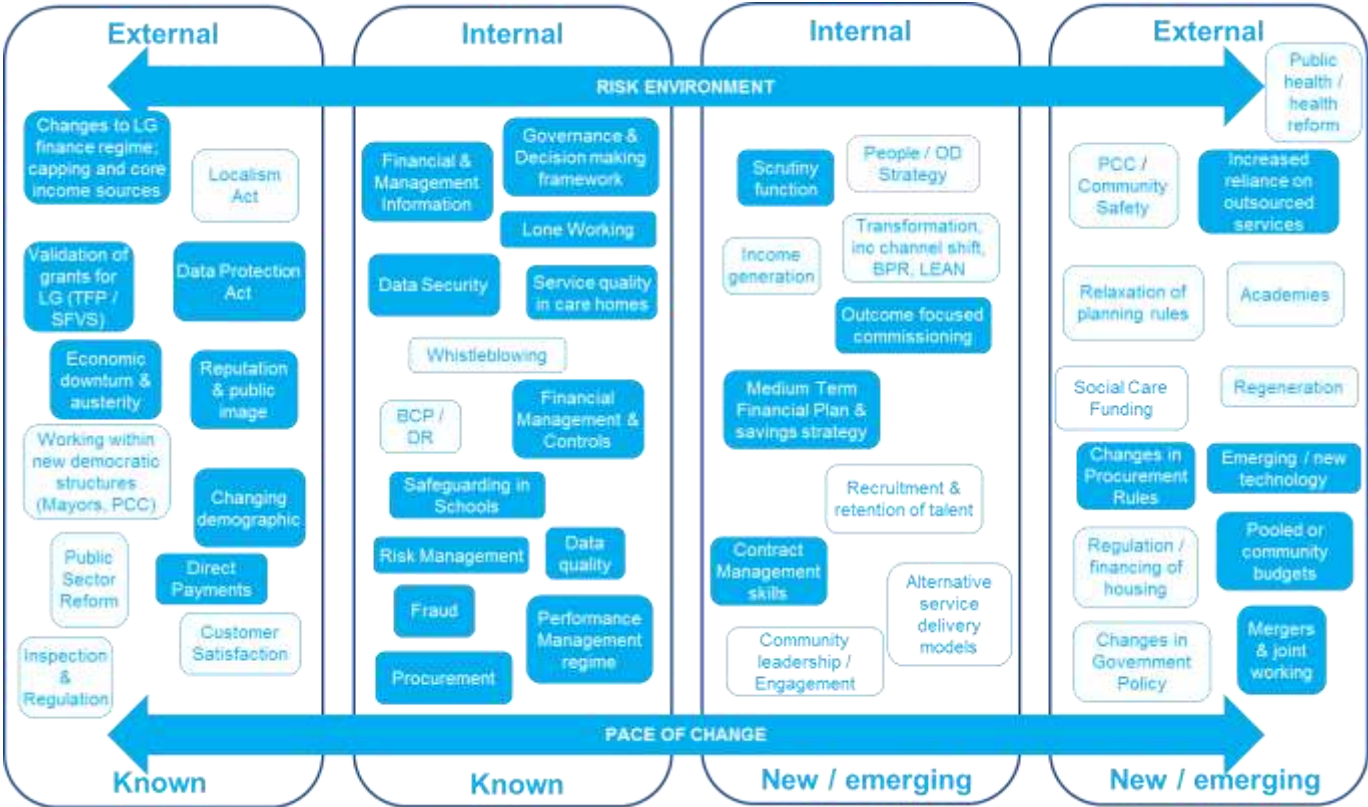 External
Internal
Internal
External
RISK ENVIRONMENT
Changes to LG
finance regime;
capping and core
income sources
Localism
Act
Validation of
grants for
LG (TFP /
SFVS)
Data Protection
Act
Economic
downturn &
austerity
Reputation
& public
image
Working within
new democratic
structures
(Mayors, PCC)
Changing
demographic
Public
Sector
Reform
Direct
Payments
Customer
Satisfaction
Inspection
&
Regulation
Financial &
Management
Information
Governance &
Decision making
framework
Lone Working
Data Security
Service quality
in care homes
Whistleblowing
BCP /
DR
Financial
Management &
Controls
Safeguarding in
Schools
Risk Management
Data
quality
Fraud
Performance
Management
regime
Procurement
Scrutiny
function
People / OD
Strategy
Income
generation
Transformation,
inc channel shift,
BPR, LEAN
Outcome focused
commissioning
Medium Term
Financial Plan &
savings strategy
Recruitment &
retention of talent
Contract
Management
skills
Alternative
service
delivery
models
Community
leadership /
Engagement
Public
health /
health
reform
PCC /
Community
Safety
Increased
reliance on
outsourced
services
Relaxation of
planning rules
Academies
Social Care
Funding
Regeneration
Changes in
Procurement
Rules
Emerging / new
technology
Regulation /
financing of
housing
Pooled or
community
budgets
Changes in
Government
Policy
Mergers
& joint
working
PACE OF CHANGE
Known
Known
New / emerging
New / emerging